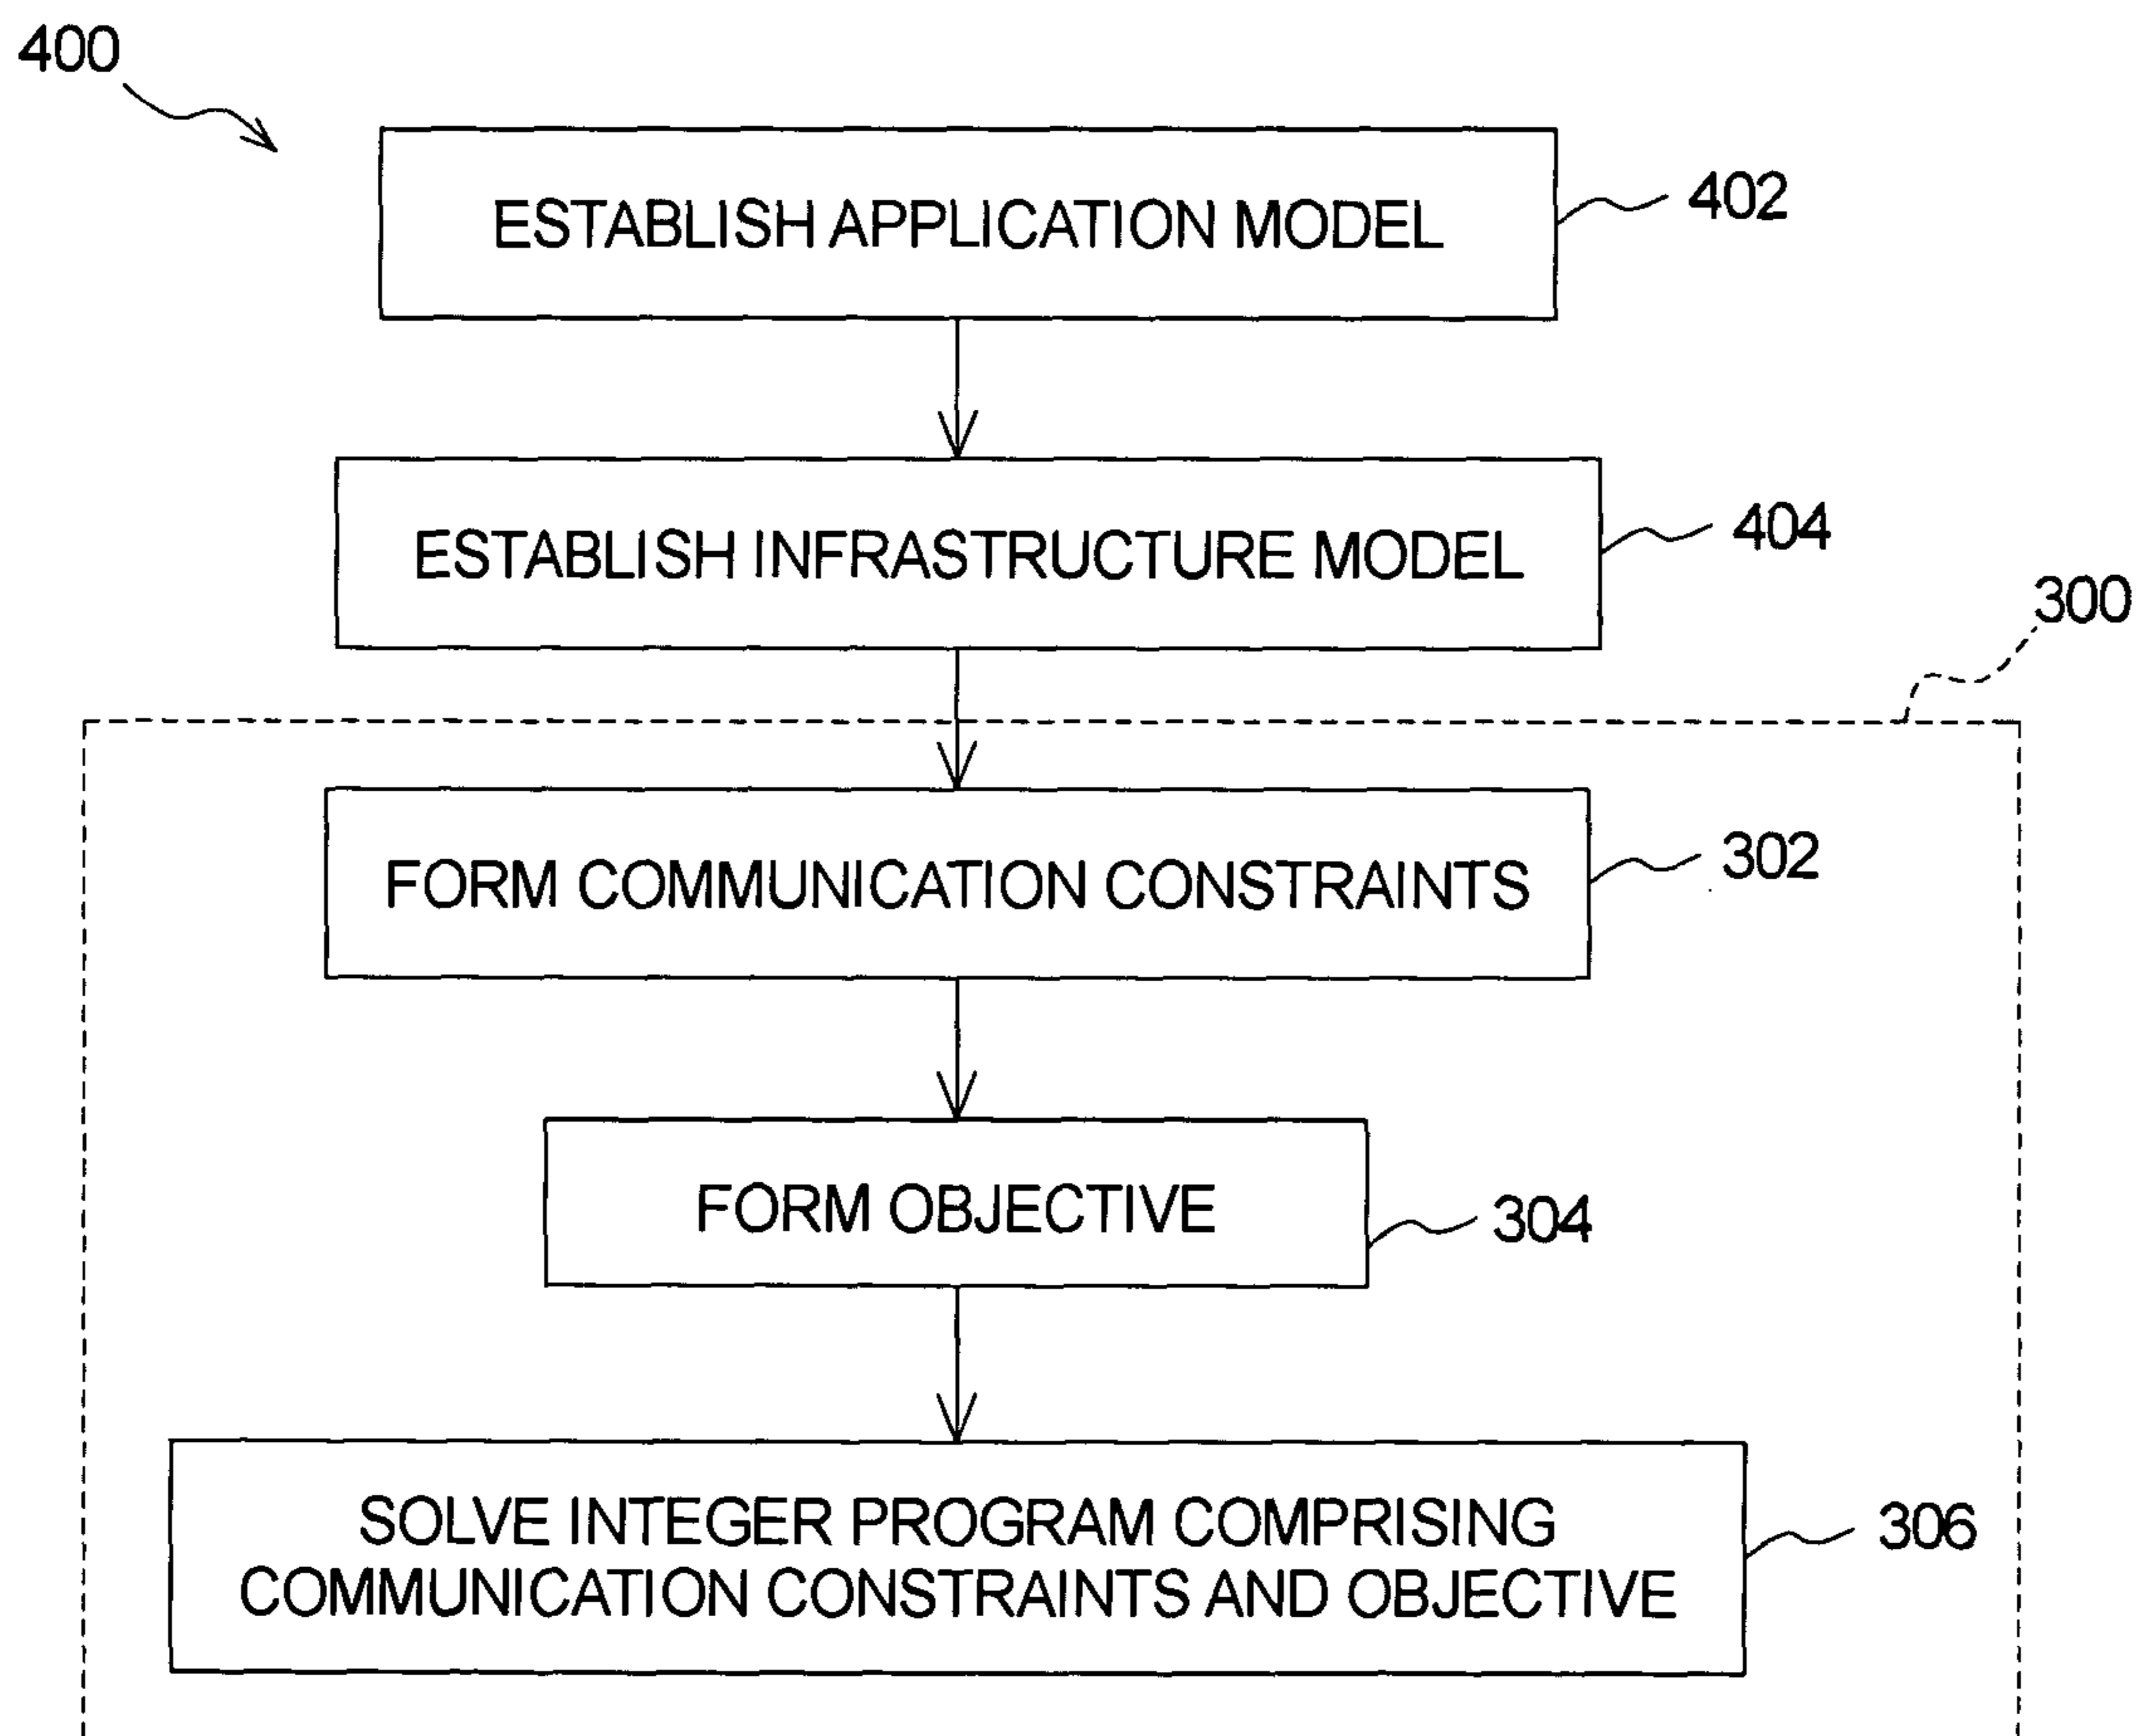 400
ESTABLISH APPLICATION MODEL
402
ESTABLISH INFRASTRUCTURE MODEL
404
300
FORM COMMUNICATION CONSTRAINTS
302
FORM OBJECTIVE
304
SOLVE INTEGER PROGRAM COMPRISING
COMMUNICATION CONSTRAINTS AND OBJECTIVE
306